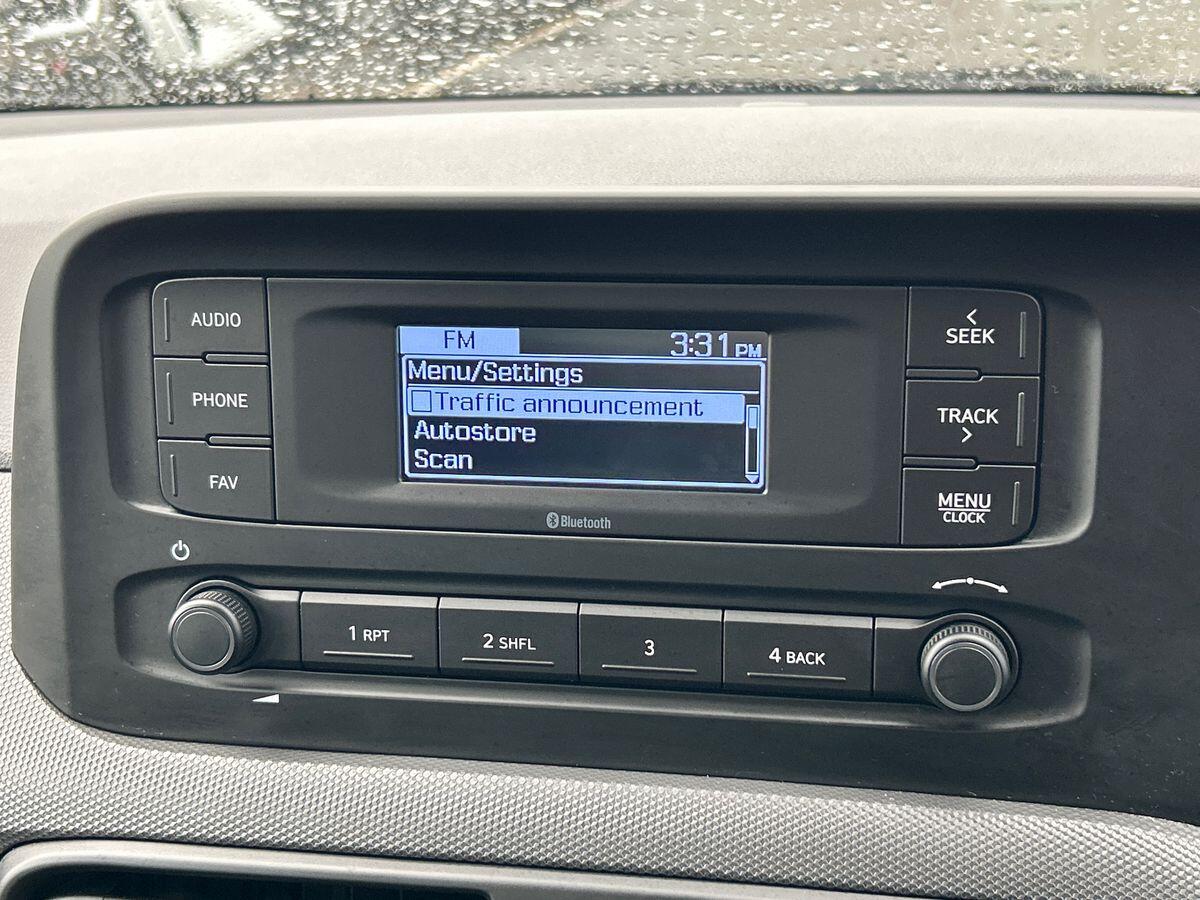 AUDIO
PHONE
FAV
FM 3:31 PM
Menu/Settings
Traffic announcement
Autostore
Scan
Bluetooth
< SEEK
TRACK >
MENU
CLOCK
1 RPT
2 SHFL
3
4 BACK